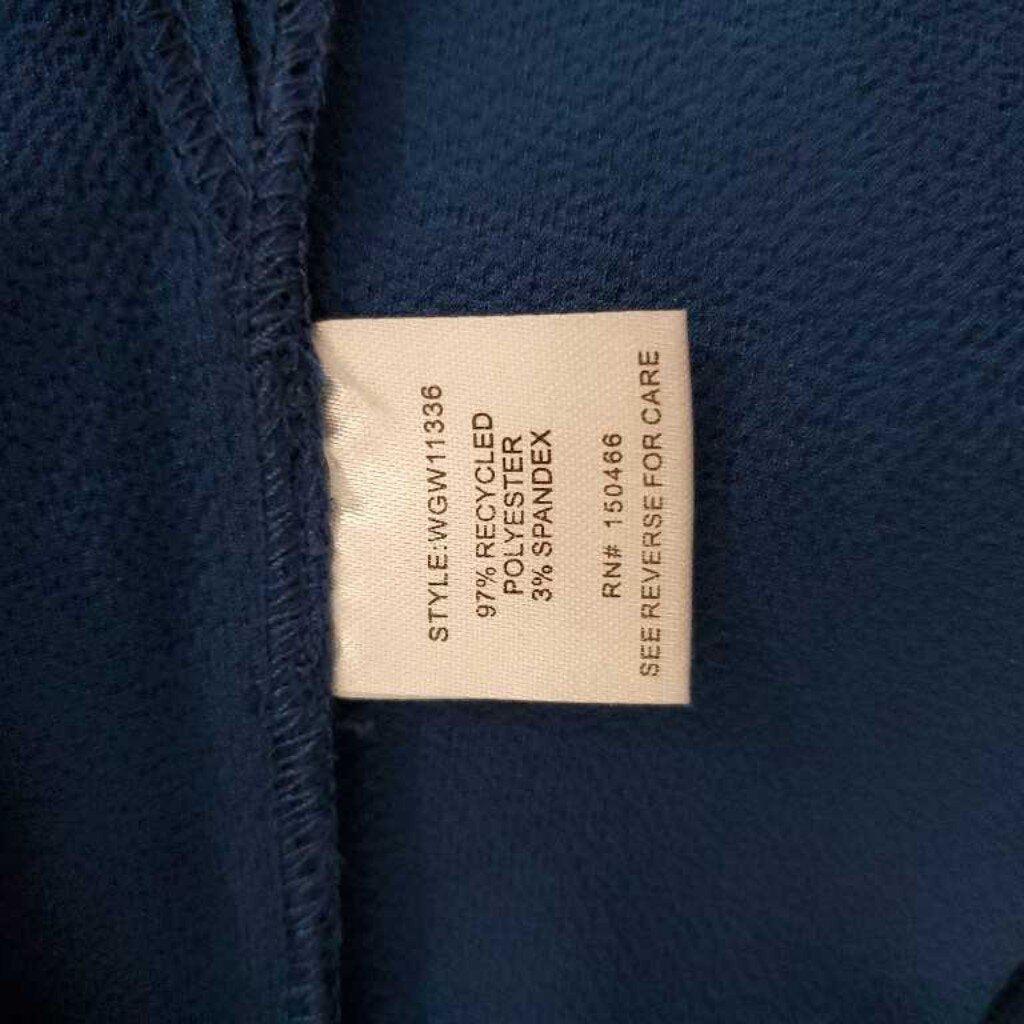 STYLE:WGW11336
97% RECYCLED
POLYESTER
3% SPANDEX
RN# 150466
SEE REVERSE FOR CARE